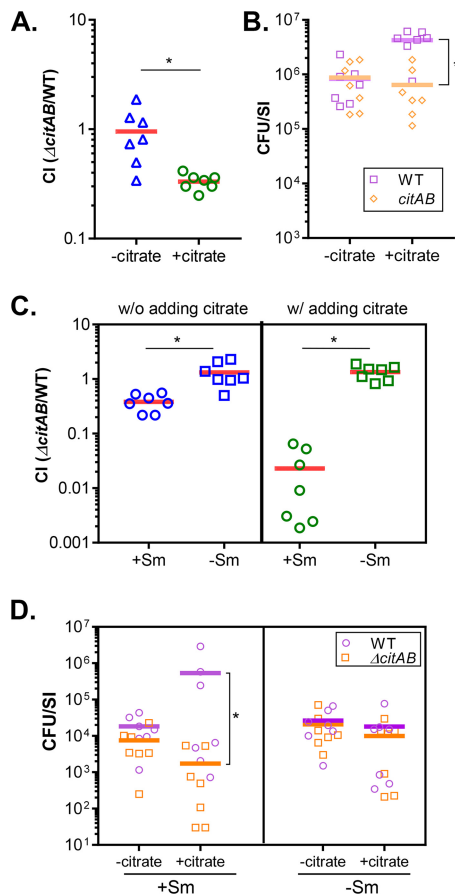 A.
CI (ΔcitAB/WT)
10
1
0.1
*
-citrate
+citrate
B.
CFU/SI
10⁷
10⁶
10⁵
10⁴
10³
*
WT
citAB
-citrate
+citrate
C.
w/o adding citrate
w/ adding citrate
CI (ΔcitAB/WT)
10
1
0.1
0.01
0.001
*
*
+Sm
-Sm
+Sm
-Sm
D.
CFU/SI
10⁷
10⁶
10⁵
10⁴
10³
10²
10¹
*
WT
ΔcitAB
-citrate
+citrate
-citrate
+citrate
+Sm
-Sm